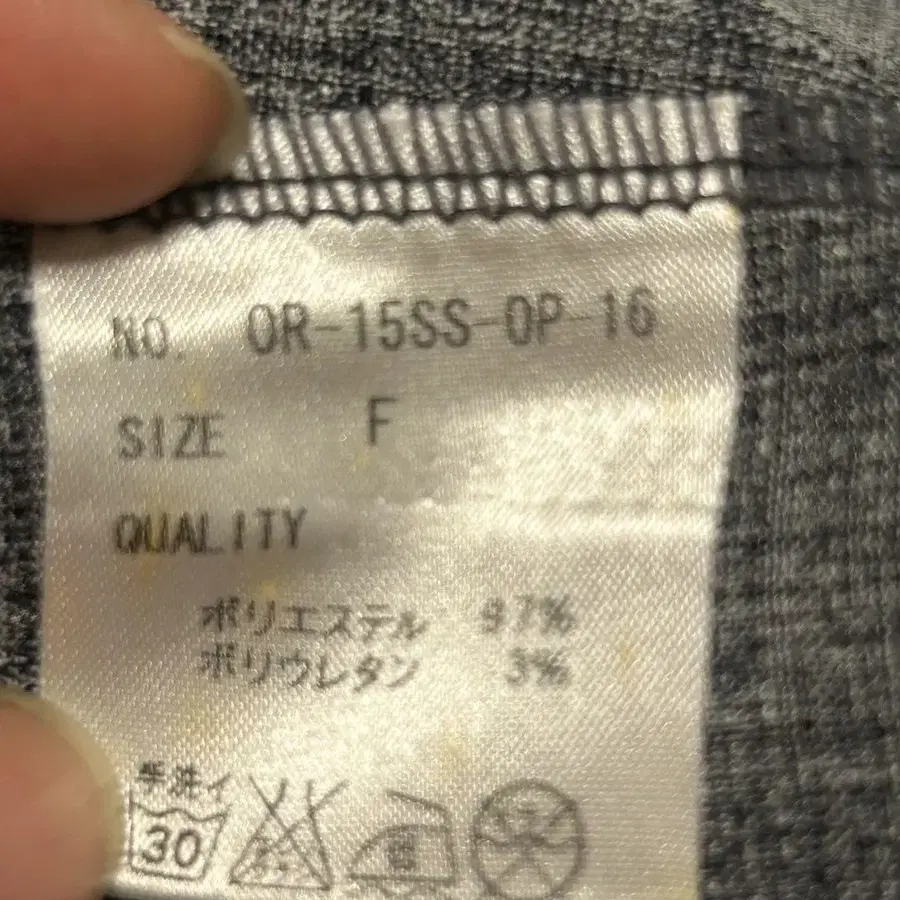 NO. OR-15SS-OP-16
SIZE F
QUALITY
ポリエステル 97%
ポリウレタン 3%
手洗イ
30